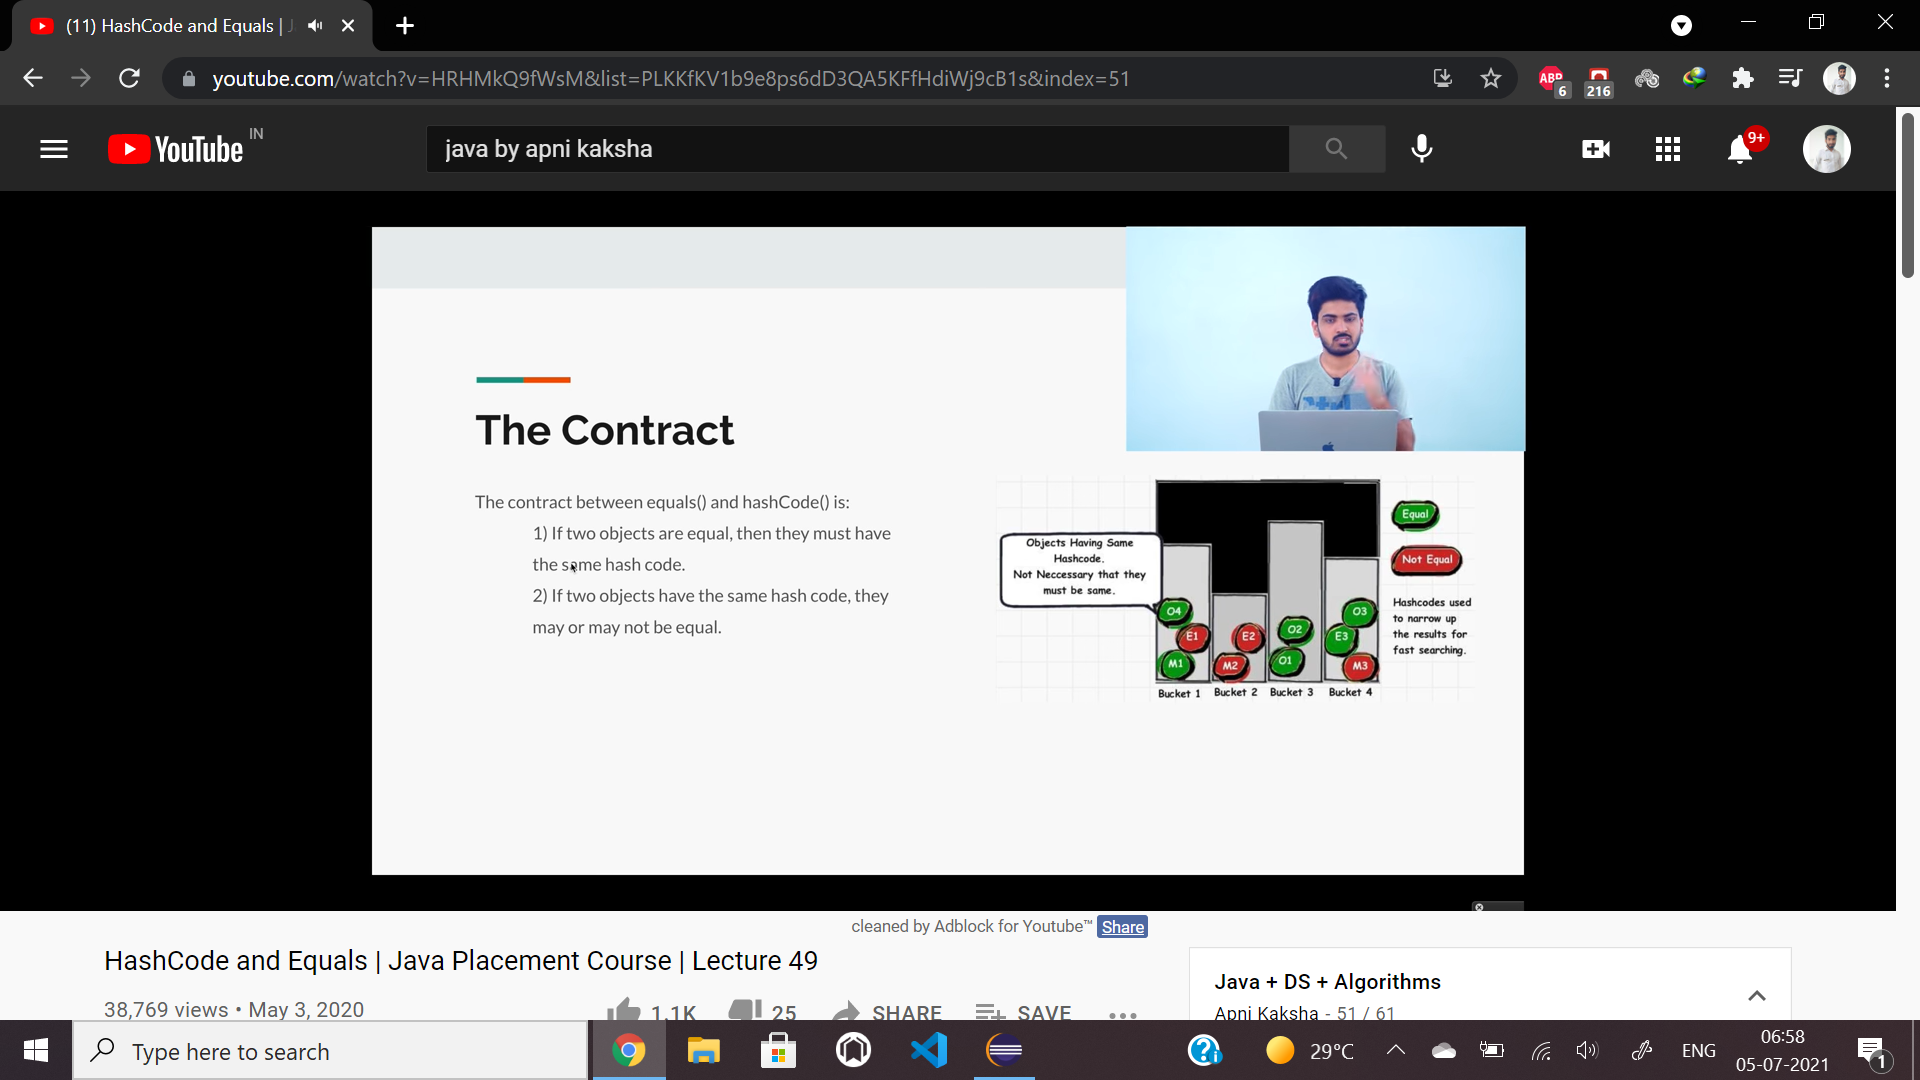 (11) HashCode and Equals | J
youtube.com/watch?v=HRHMkQ9fWsM&list=PLKKfKV1b9e8ps6dD3QA5KFfHdiWj9cB1s&index=51
ABP
6
216
YouTube
IN
java by apni kaksha
9+
The Contract
The contract between equals() and hashCode() is:
1) If two objects are equal, then they must have
the same hash code.
2) If two objects have the same hash code, they
may or may not be equal.
Objects Having Same
Hashcode.
Not Neccessary that they
must be same.
Equal
Not Equal
Hashcodes used
to narrow up
the results for
fast searching.
O4
E1
M1
E2
M2
O2
O1
O3
E3
M3
Bucket 1
Bucket 2
Bucket 3
Bucket 4
cleaned by Adblock for Youtube™ Share
HashCode and Equals | Java Placement Course | Lecture 49
38,769 views • May 3, 2020
1.1K
25
SHARE
SAVE
Java + DS + Algorithms
Apni Kaksha - 51 / 61
Type here to search
29°C
ENG
06:58
05-07-2021
1